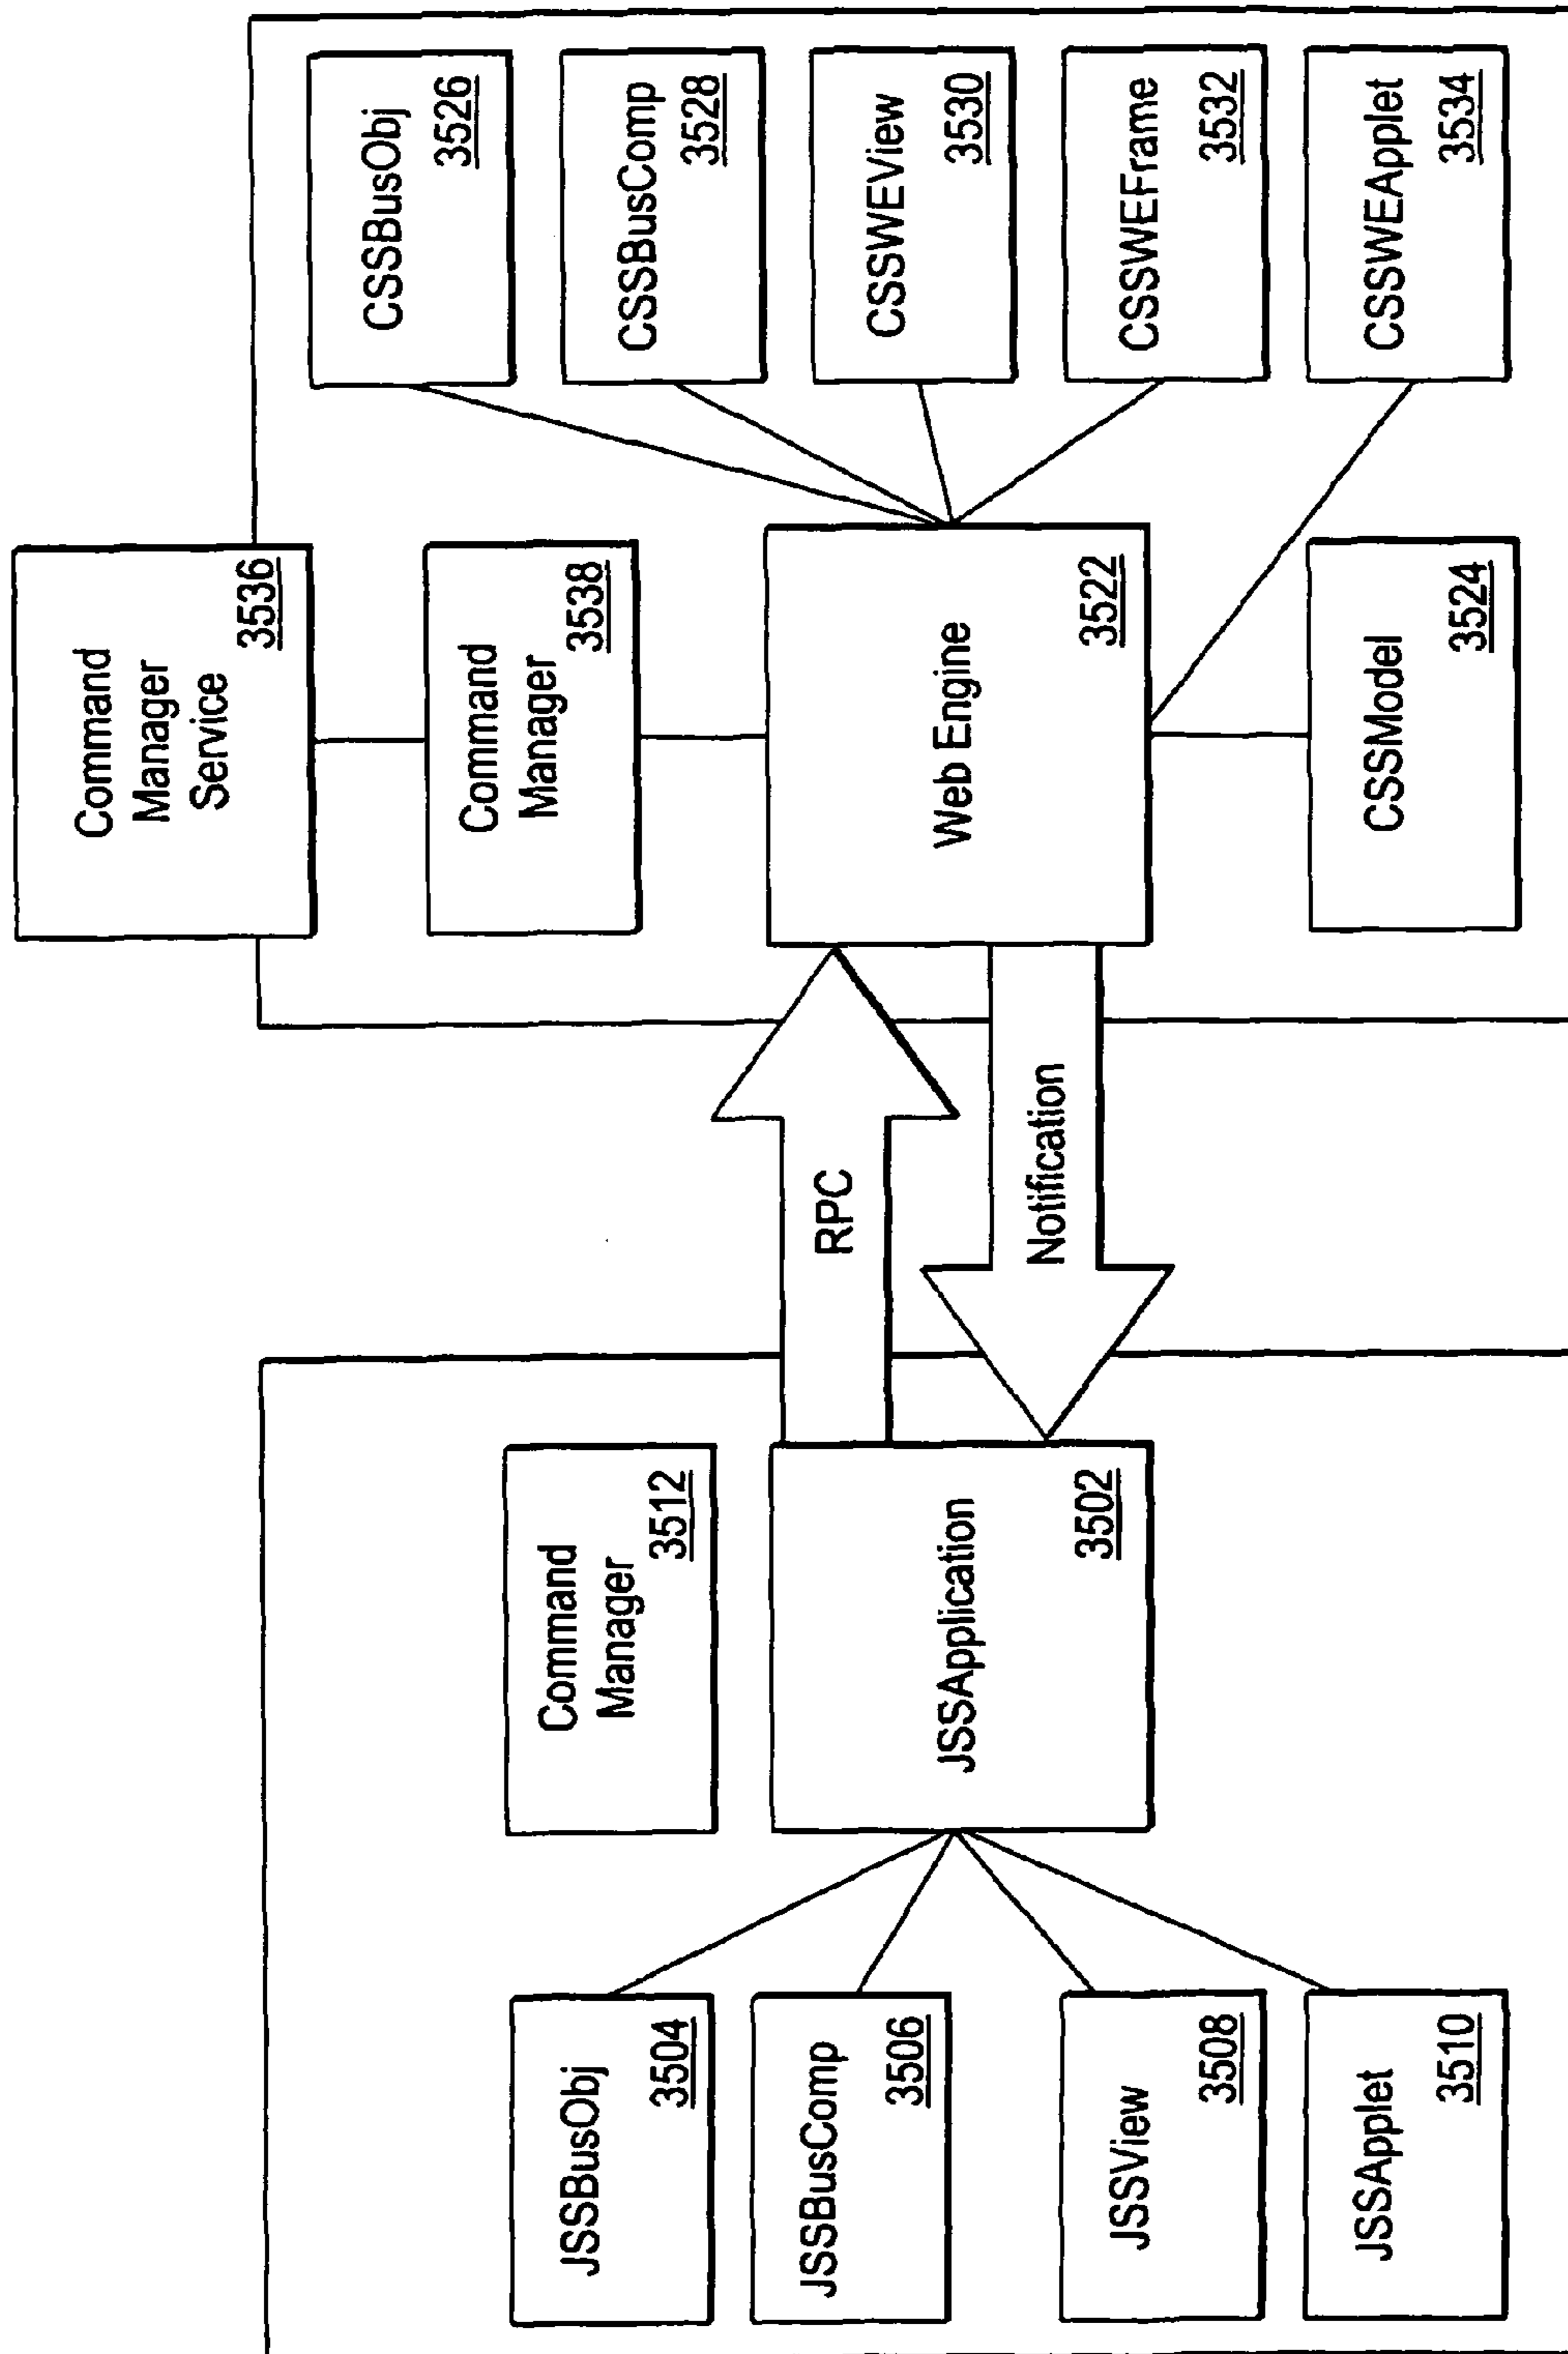 Command
Manager
Service
3536
JSSBusObj
3504
Command
Manager
3512
Command
Manager
3538
CSSBusObj
3526
JSSBusComp
3506
CSSBusComp
3528
JSSApplication
3502
RPC
Notification
Web Engine
3522
CSSWEView
3530
JSSView
3508
CSSWEFrame
3532
JSSApplet
3510
CSSModel
3524
CSSWEApplet
3534